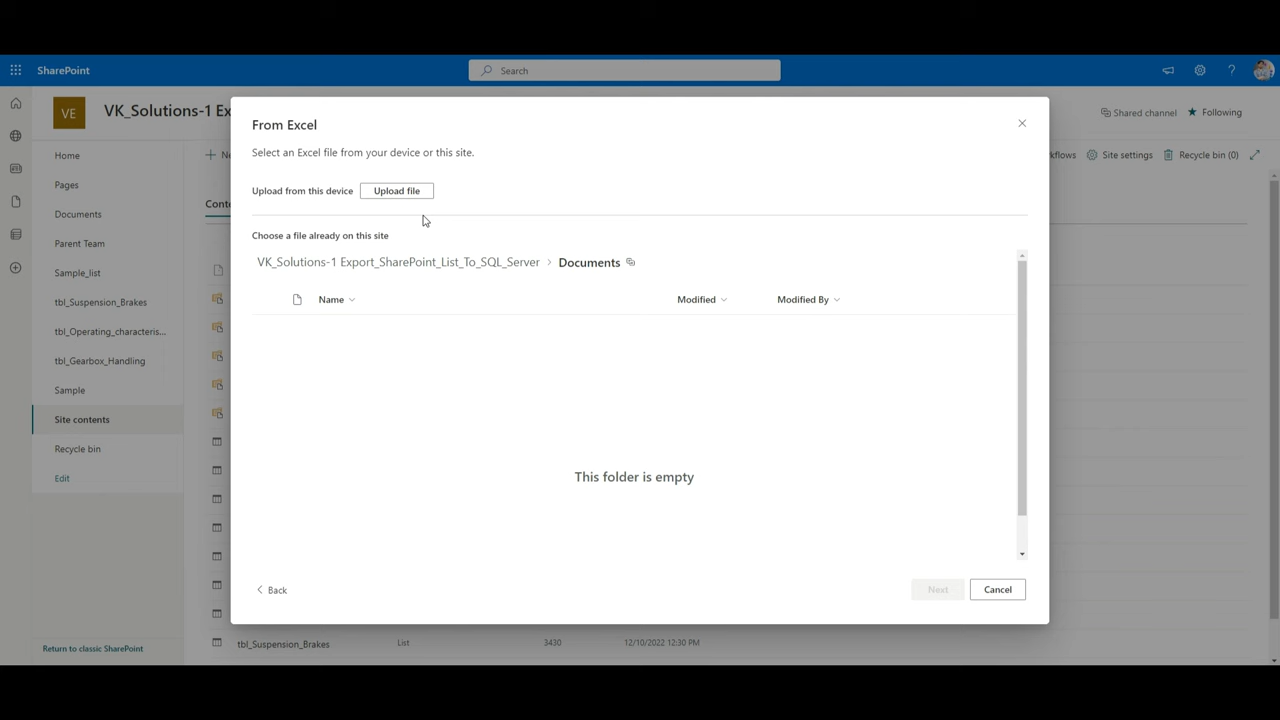 SharePoint
Search
VE
VK_Solutions-1 Ex
Shared channel
Following
From Excel
Select an Excel file from your device or this site.
Home
Pages
Documents
Parent Team
Sample_list
tbl_Suspension_Brakes
tbl_Operating_characteris...
tbl_Gearbox_Handling
Sample
Site contents
Recycle bin
Edit
Return to classic SharePoint
Site settings
Recycle bin (0)
Upload from this device
Upload file
Choose a file already on this site
VK_Solutions-1 Export_SharePoint_List_To_SQL_Server > Documents
Name
Modified
Modified By
This folder is empty
Back
Next
Cancel
tbl_Suspension_Brakes
List
3430
12/10/2022 12:30 PM